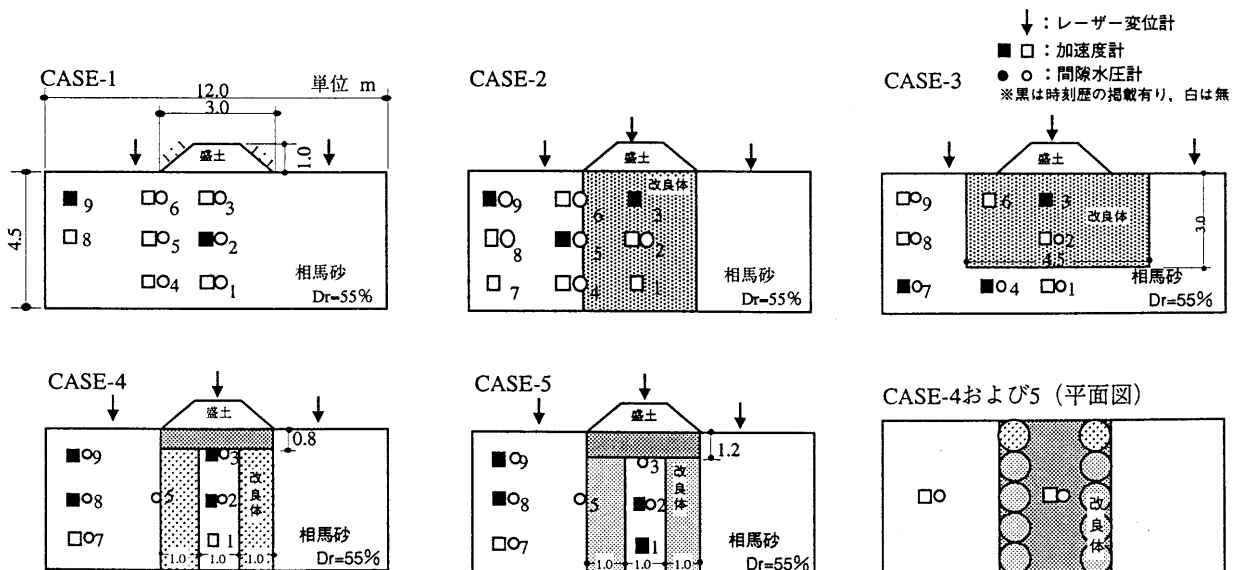 ↓：レーザー変位計
■ □：加速度計
● ○：間隙水圧計
※黒は時刻歴の掲載有り，白は無
CASE-1
単位 m
12.0
3.0
1.0
盛土
4.5
9
8
6
5
4
3
2
1
相馬砂
Dr=55%
CASE-2
盛土
改良体
9
8
7
6
5
4
3
2
1
相馬砂
Dr=55%
CASE-3
盛土
改良体
9
8
7
6
4
3
2
1
4.5
3.0
相馬砂
Dr=55%
CASE-4
盛土
0.8
9
8
7
5
3
2
1
改良体
1.0 1.0 1.0
相馬砂
Dr=55%
CASE-5
盛土
1.2
9
8
7
5
3
2
1
改良体
1.0 1.0 1.0
相馬砂
Dr=55%
CASE-4および5（平面図）
改良体